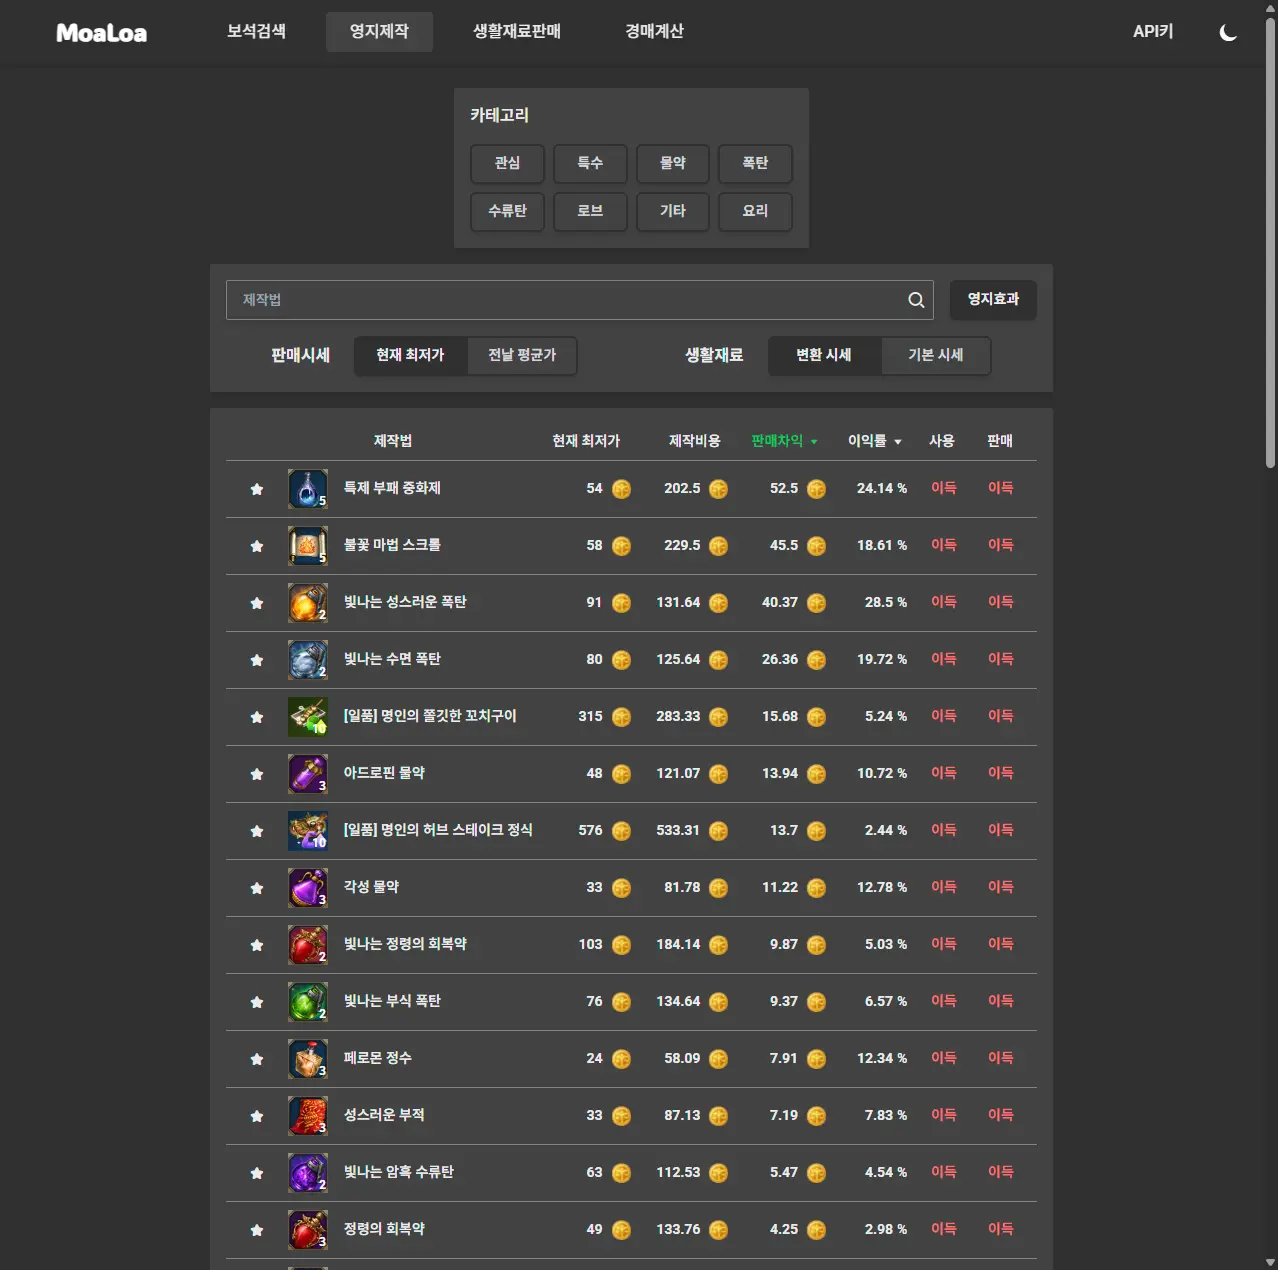 MoaLoa 보석검색 영지제작 생활재료판매 경매계산 API키
카테고리
관심 특수 물약 폭탄
수류탄 로브 기타 요리
제작법 영지효과
판매시세 현재 최저가 전날 평균가 생활재료 변환 시세 기본 시세
제작법 현재 최저가 제작비용 판매차익 이익률 사용 판매
5 특제 부패 중화제 54 202.5 52.5 24.14 % 이득 이득
5 불꽃 마법 스크롤 58 229.5 45.5 18.61 % 이득 이득
2 빛나는 성스러운 폭탄 91 131.64 40.37 28.5 % 이득 이득
2 빛나는 수면 폭탄 80 125.64 26.36 19.72 % 이득 이득
10 [일품] 명인의 쫄깃한 꼬치구이 315 283.33 15.68 5.24 % 이득 이득
3 아드로핀 물약 48 121.07 13.94 10.72 % 이득 이득
10 [일품] 명인의 허브 스테이크 정식 576 533.31 13.7 2.44 % 이득 이득
3 각성 물약 33 81.78 11.22 12.78 % 이득 이득
2 빛나는 정령의 회복약 103 184.14 9.87 5.03 % 이득 이득
2 빛나는 부식 폭탄 76 134.64 9.37 6.57 % 이득 이득
3 페로몬 정수 24 58.09 7.91 12.34 % 이득 이득
3 성스러운 부적 33 87.13 7.19 7.83 % 이득 이득
2 빛나는 암흑 수류탄 63 112.53 5.47 4.54 % 이득 이득
3 정령의 회복약 49 133.76 4.25 2.98 % 이득 이득